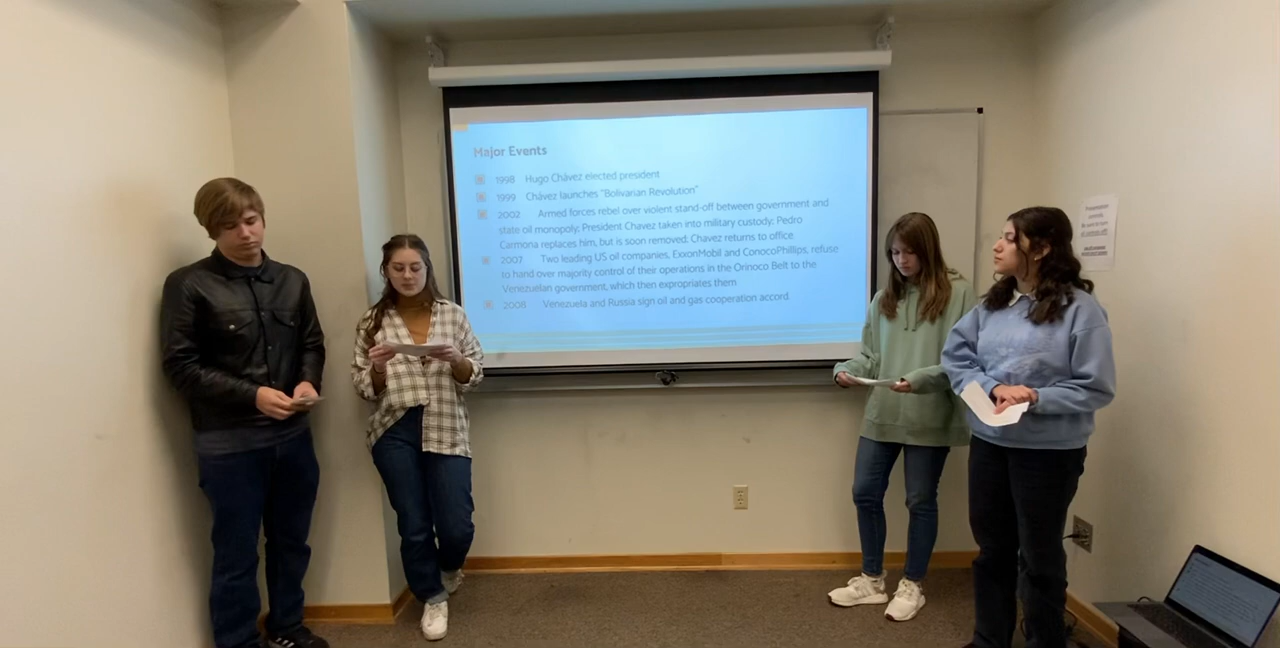 Major Events
1998 Hugo Chávez elected president
1999 Chávez launches "Bolivarian Revolution"
2002 Armed forces rebel over violent stand-off between government and
state oil monopoly; President Chavez taken into military custody; Pedro
Carmona replaces him, but is soon removed; Chavez returns to office.
2007 Two leading US oil companies, ExxonMobil and ConocoPhillips, refuse
to hand over majority control of their operations in the Orinoco Belt to the
Venezuelan government, which then expropriates them
2008 Venezuela and Russia sign oil and gas cooperation accord.